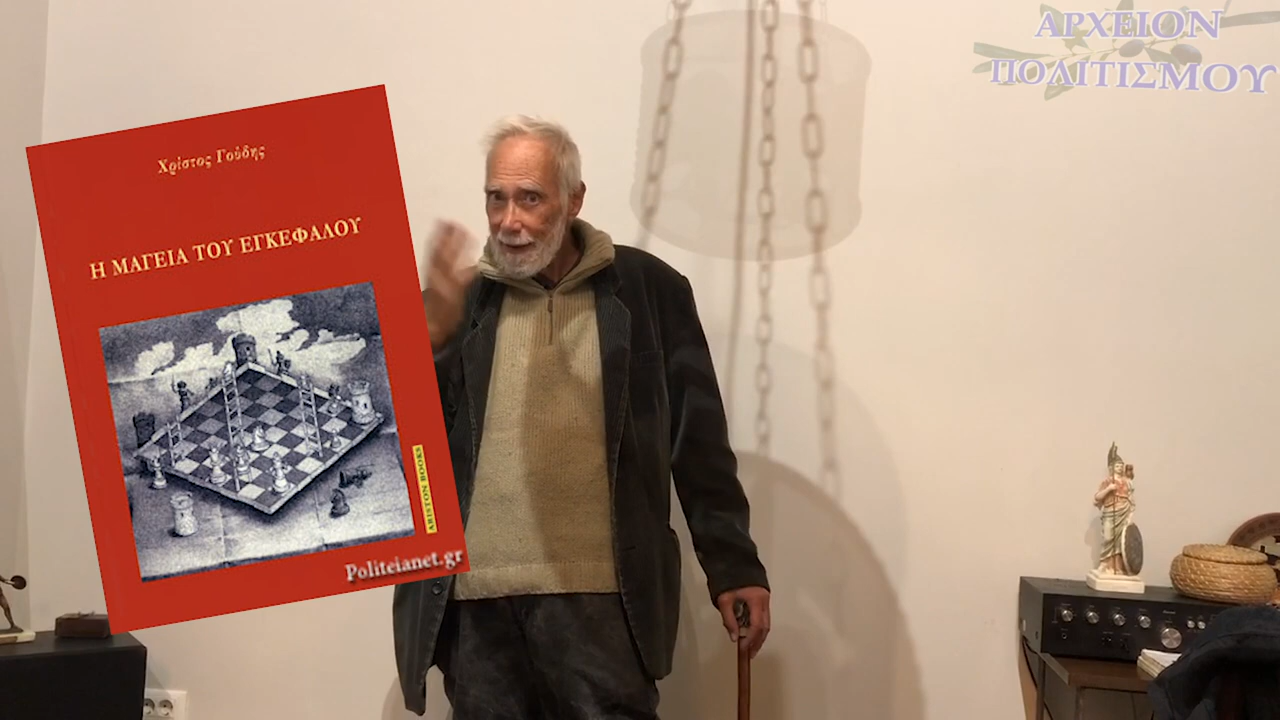 Χρίστος Γούδης
Η ΜΑΓΕΙΑ ΤΟΥ ΕΓΚΕΦΑΛΟΥ
ARISTON BOOKS
Politeianet.gr
ΑΡΧΕΙΟΝ
ΠΟΛΙΤΙΣΜΟΥ